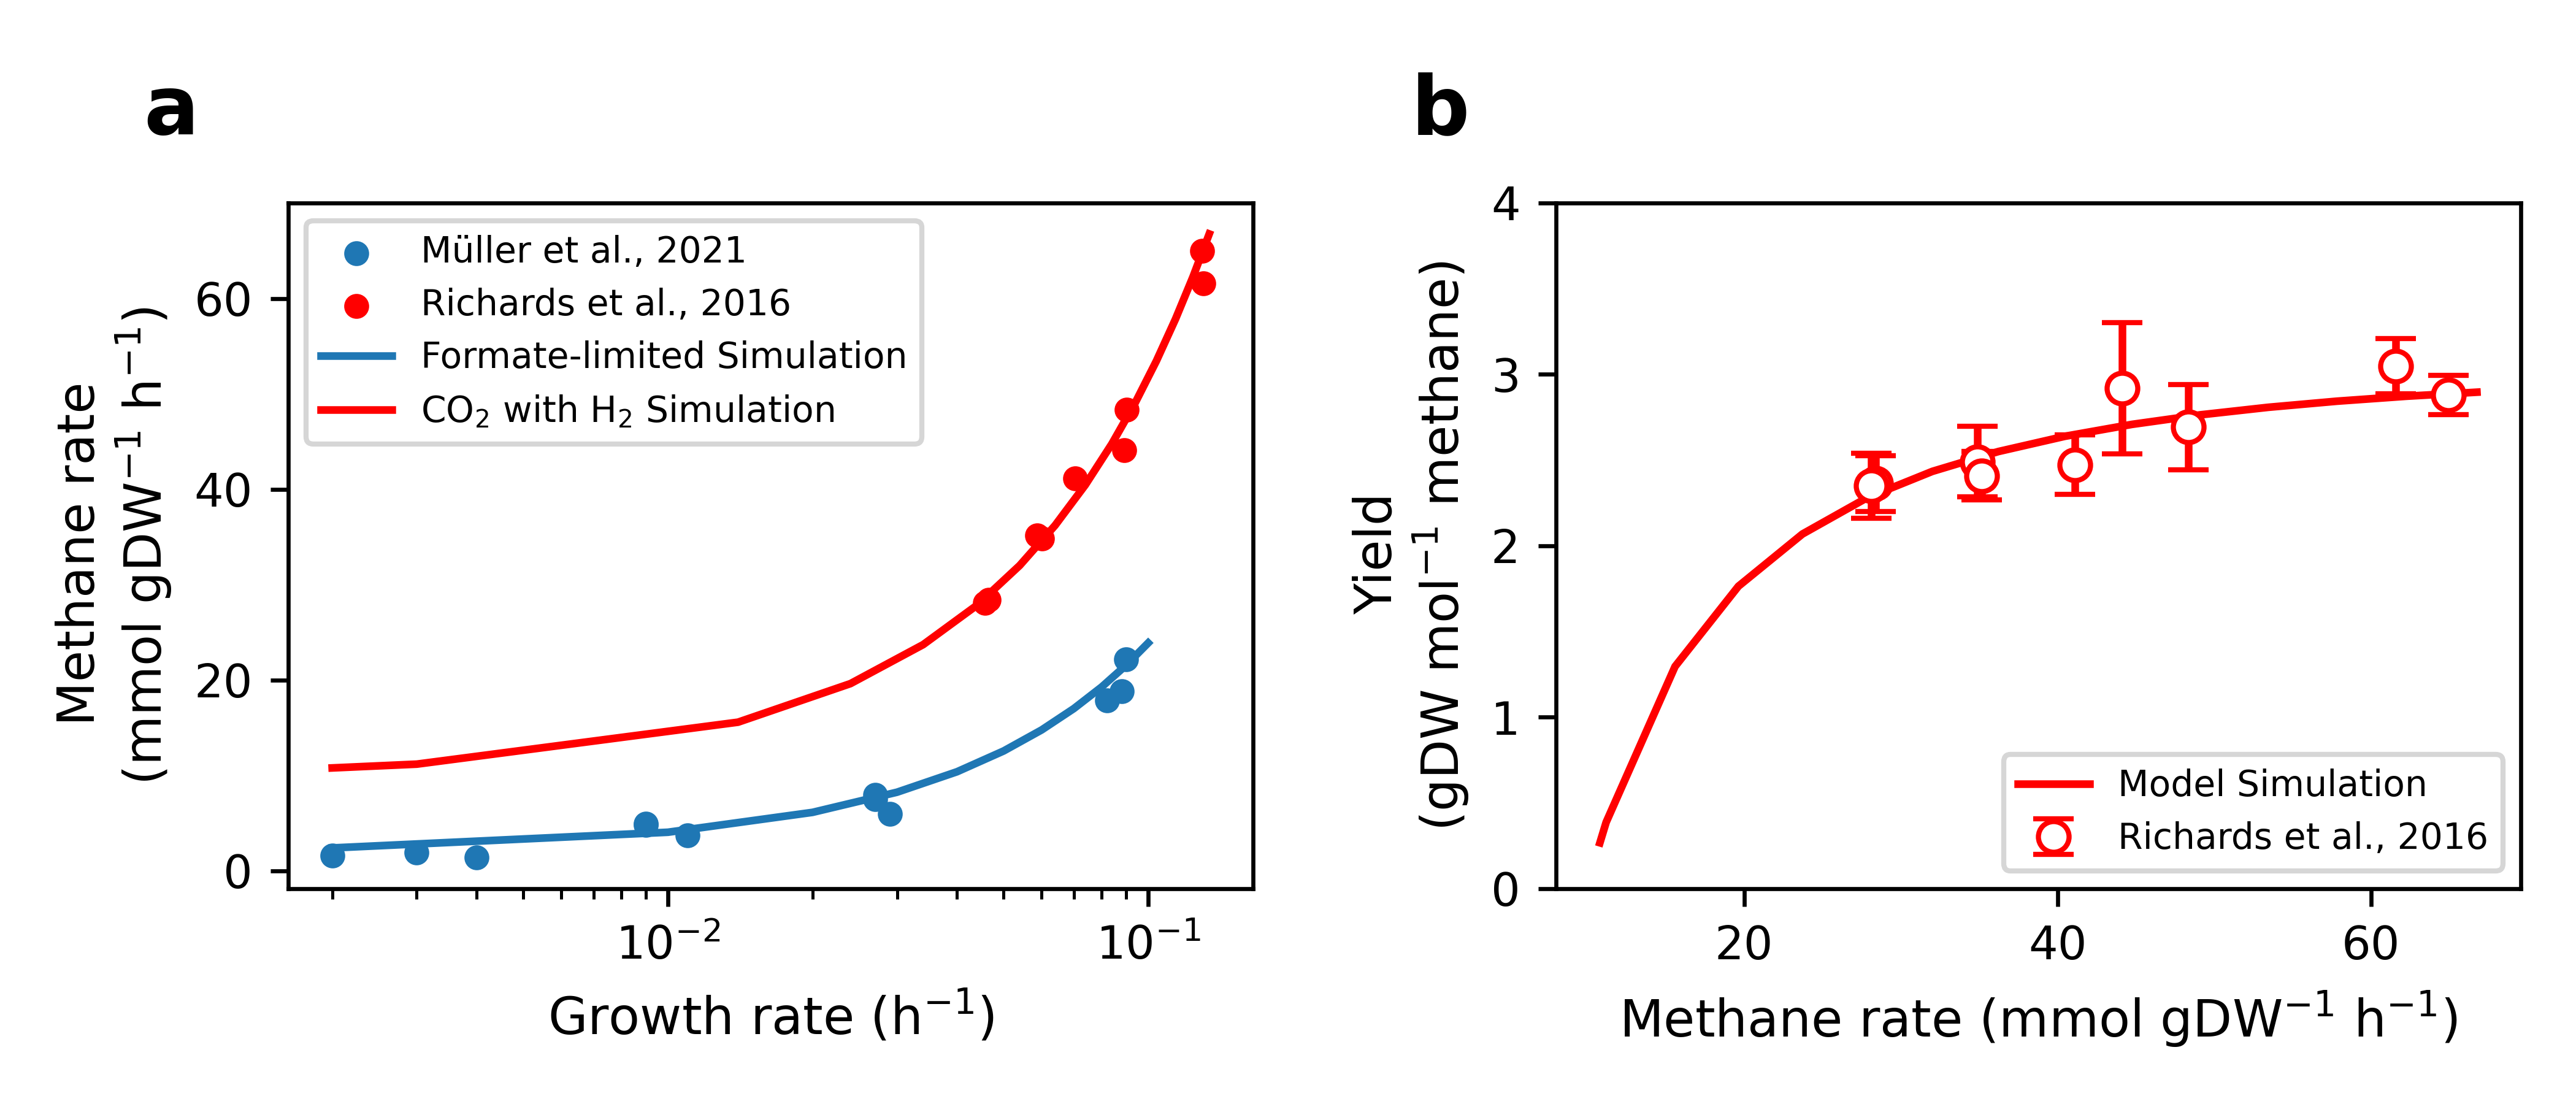 a
Methane rate
(mmol gDW⁻¹ h⁻¹)
60
40
20
0
Müller et al., 2021
Richards et al., 2016
Formate-limited Simulation
CO₂ with H₂ Simulation
10⁻² 10⁻¹
Growth rate (h⁻¹)
b
Yield
(gDW mol⁻¹ methane)
4
3
2
1
0
Model Simulation
Richards et al., 2016
20 40 60
Methane rate (mmol gDW⁻¹ h⁻¹)